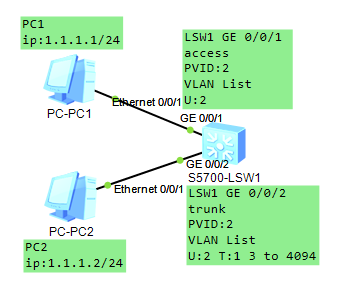 PC1
ip:1.1.1.1/24
LSW1 GE 0/0/1
access
PVID:2
VLAN List
U:2
PC-PC1
Ethernet 0/0/1
GE 0/0/1
GE 0/0/2
S5700-LSW1
Ethernet 0/0/1
LSW1 GE 0/0/2
trunk
PVID:2
VLAN List
U:2 T:1 3 to 4094
PC-PC2
PC2
ip:1.1.1.2/24